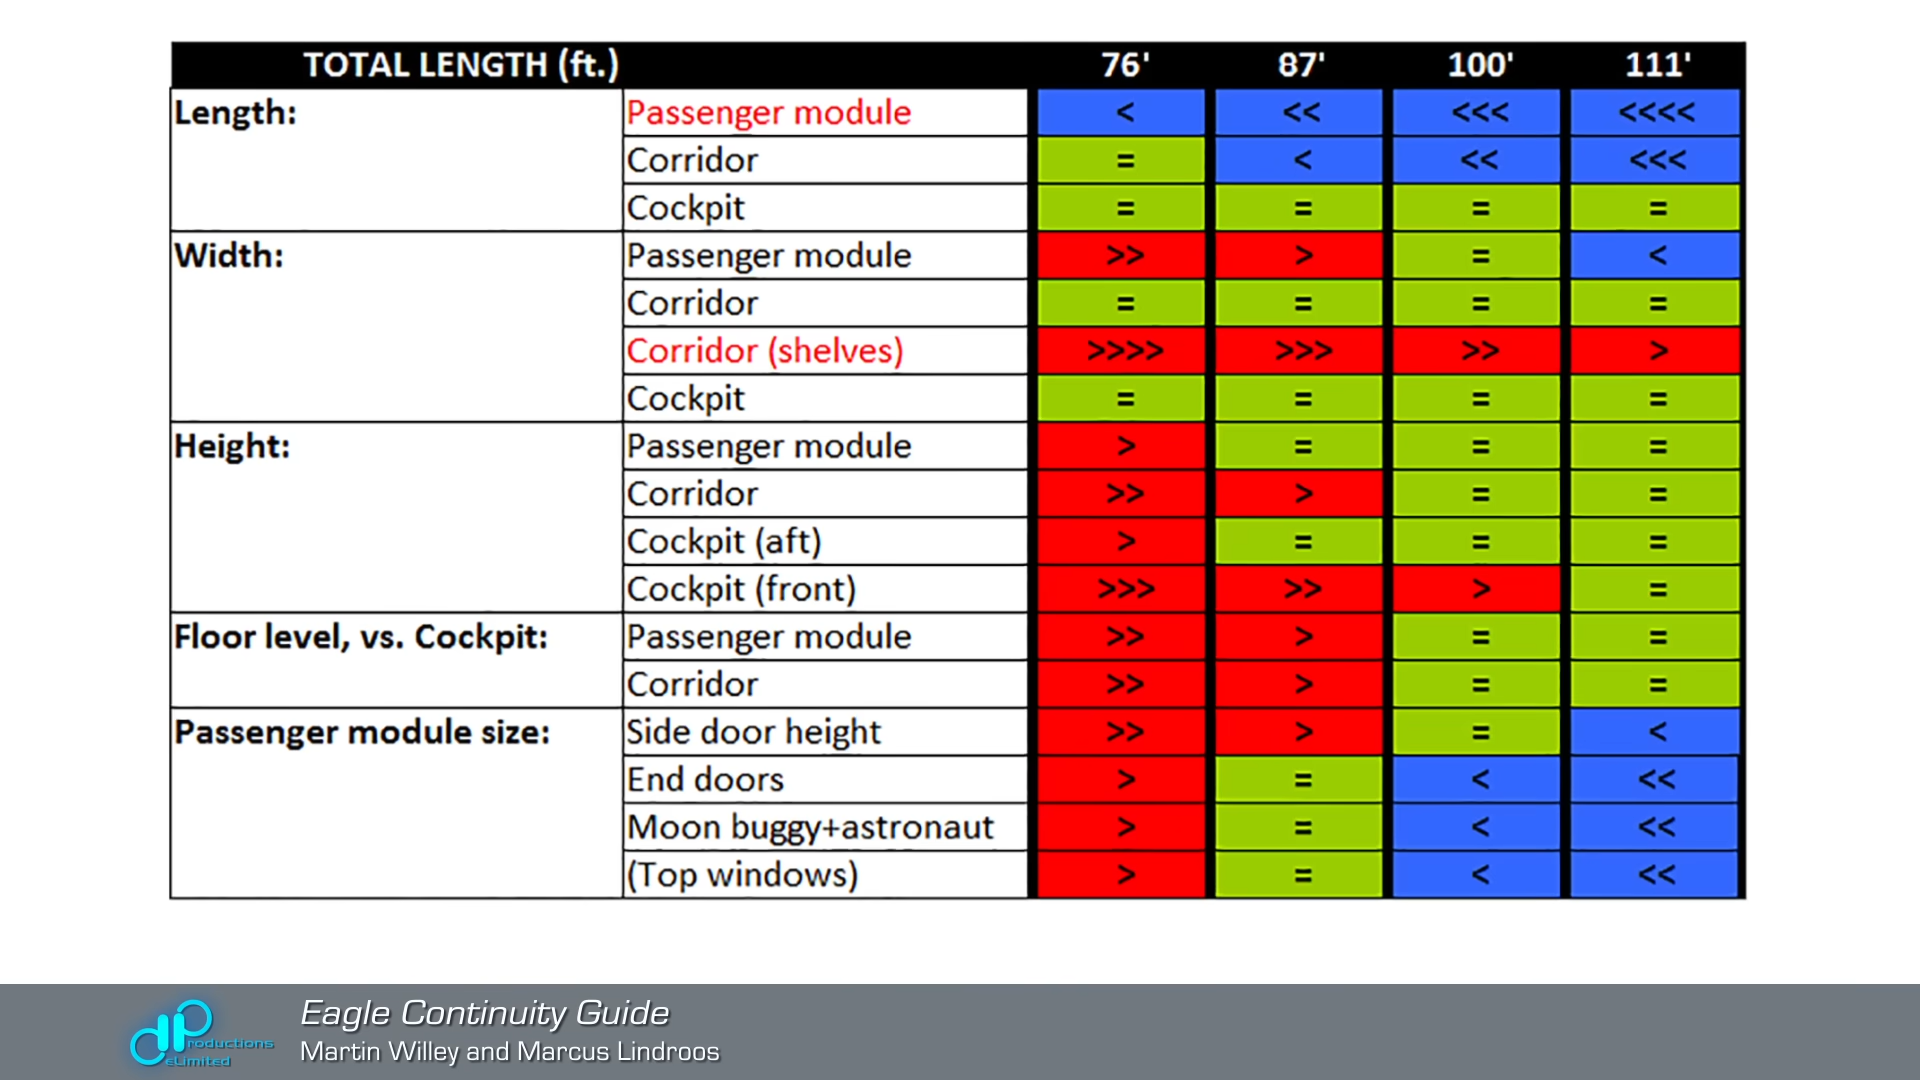 TOTAL LENGTH (ft.) 76' 87' 100' 111'
Length: Passenger module < << <<< <<<<
Corridor = < << <<<
Cockpit = = = =
Width: Passenger module >> > = <
Corridor = = = =
Corridor (shelves) >>>> >>> >> >
Cockpit = = = =
Height: Passenger module > = = =
Corridor >> > = =
Cockpit (aft) > = = =
Cockpit (front) >>> >> > =
Floor level, vs. Cockpit: Passenger module >> > = =
Corridor >> > = =
Passenger module size: Side door height >> > = <
End doors > = < <<
Moon buggy+astronaut > = < <<
(Top windows) > = < <<
dP roductions eLimited
Eagle Continuity Guide
Martin Willey and Marcus Lindroos